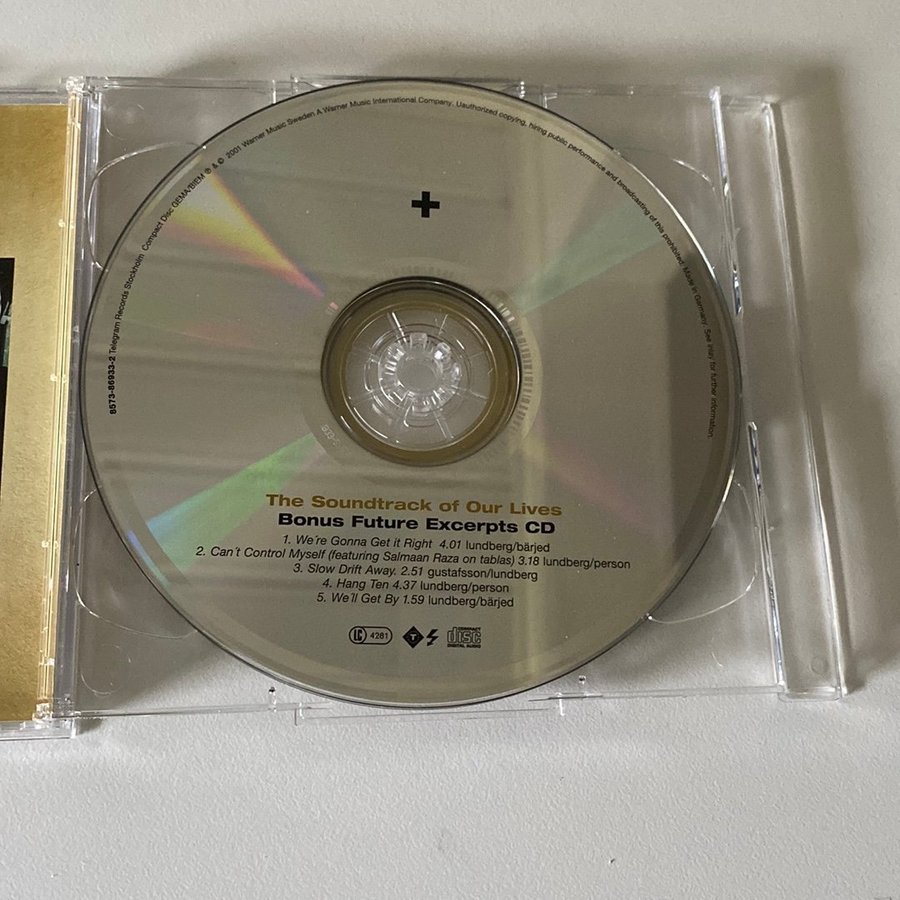 8573-86933-2 Telegram Records Stockholm Compact Disc GEMA/BIEM ℗ & © 2001 Warner Music Sweden A Warner Music International Company. Unauthorized copying, hiring public performance and broadcasting of this prohibited. Made in Germany. See inlay for further information.
+
The Soundtrack of Our Lives
Bonus Future Excerpts CD
1. We´re Gonna Get it Right 4.01 lundberg/bärjed
2. Can´t Control Myself (featuring Salmaan Raza on tablas) 3.18 lundberg/person
3. Slow Drift Away. 2.51 gustafsson/lundberg
4. Hang Ten 4.37 lundberg/person
5. We´ll Get By 1.59 lundberg/bärjed
LC 4281 T COMPACT
disc
DIGITAL AUDIO